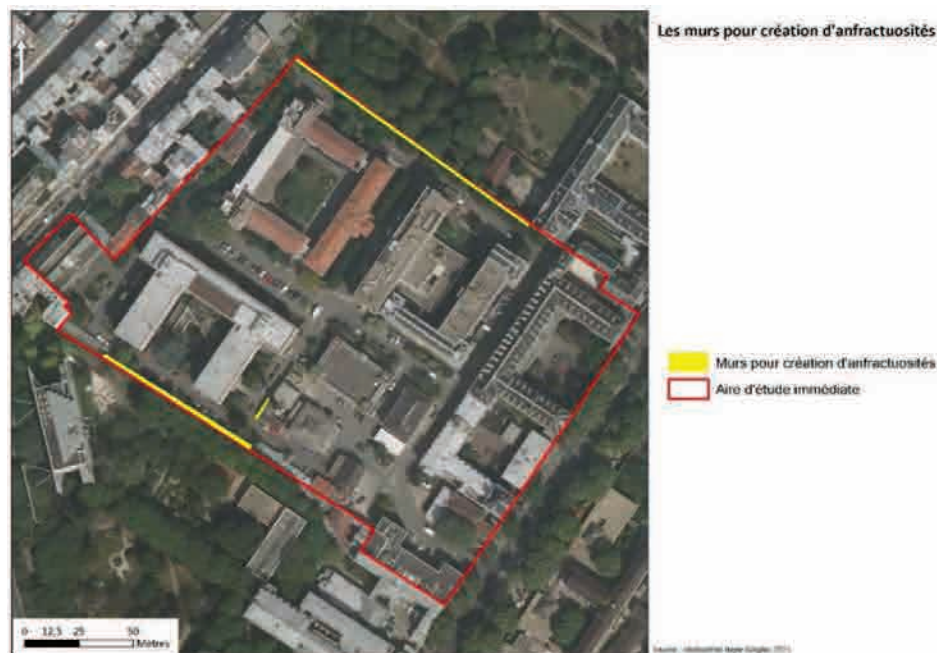 Les murs pour création d'anfractuosités
Murs pour création d'anfractuosités
Aire d'étude immédiate
0 12,5 25 50
Mètres